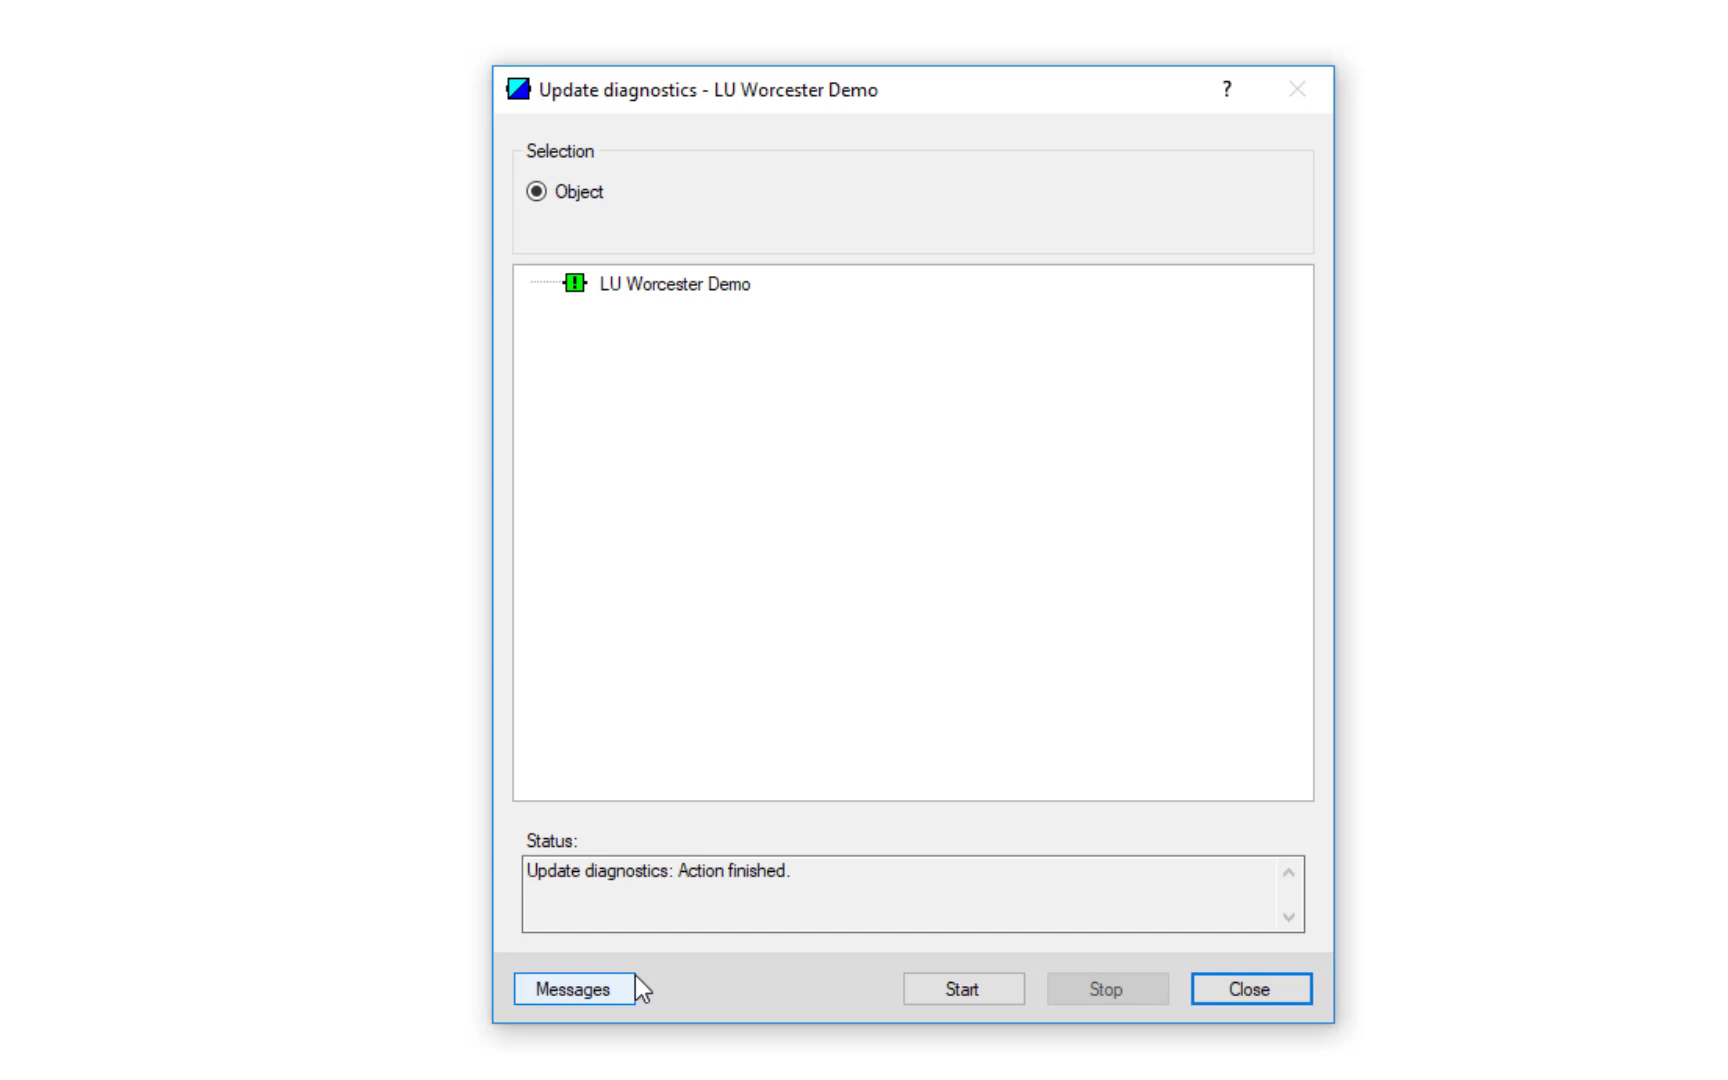 Update diagnostics - LU Worcester Demo
?
Selection
Object
! LU Worcester Demo
Status:
Update diagnostics: Action finished.
Messages
Start
Stop
Close